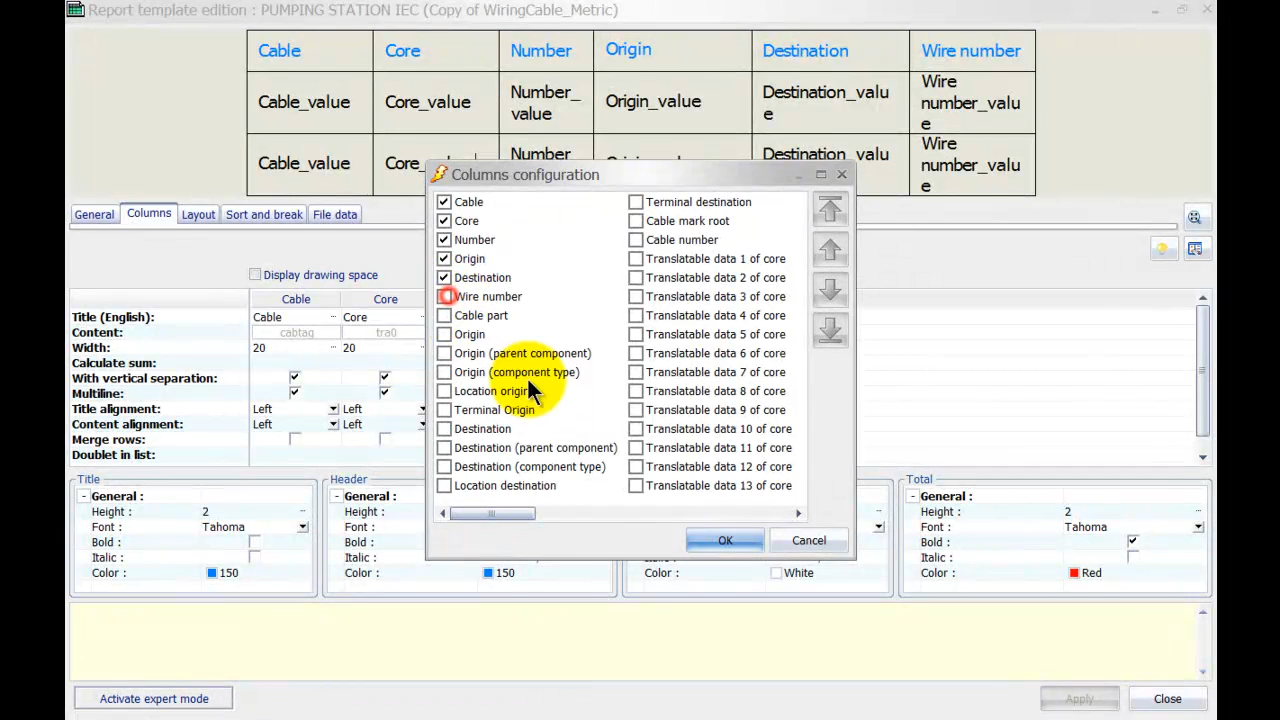 Report template edition : PUMPING STATION IEC (Copy of WiringCable_Metric)
Cable Core Number Origin Destination Wire number
Cable_value Core_value Number_ value Origin_value Destination_valu e Wire number_valu e
Cable_value Core_ Number Destination_valu Wire number_valu e
Columns configuration
General Columns Layout Sort and break File data
Display drawing space
Cable Core
Title (English): Cable Core
Content: cabtag tra0
Width: 20 20
Calculate sum:
With vertical separation:
Multiline:
Title alignment: Left Left
Content alignment: Left Left
Merge rows:
Doublet in list:
Cable
Core
Number
Origin
Destination
Wire number
Cable part
Origin
Origin (parent component)
Origin (component type)
Location origin
Terminal Origin
Destination
Destination (parent component)
Destination (component type)
Location destination
Terminal destination
Cable mark root
Cable number
Translatable data 1 of core
Translatable data 2 of core
Translatable data 3 of core
Translatable data 4 of core
Translatable data 5 of core
Translatable data 6 of core
Translatable data 7 of core
Translatable data 8 of core
Translatable data 9 of core
Translatable data 10 of core
Translatable data 11 of core
Translatable data 12 of core
Translatable data 13 of core
OK Cancel
Title
General :
Height : 2
Font : Tahoma
Bold :
Italic :
Color : 150
Header
General :
Height :
Font :
Bold :
Italic :
Color : 150
Color : White
Total
General :
Height : 2
Font : Tahoma
Bold :
Italic :
Color : Red
Activate expert mode Apply Close